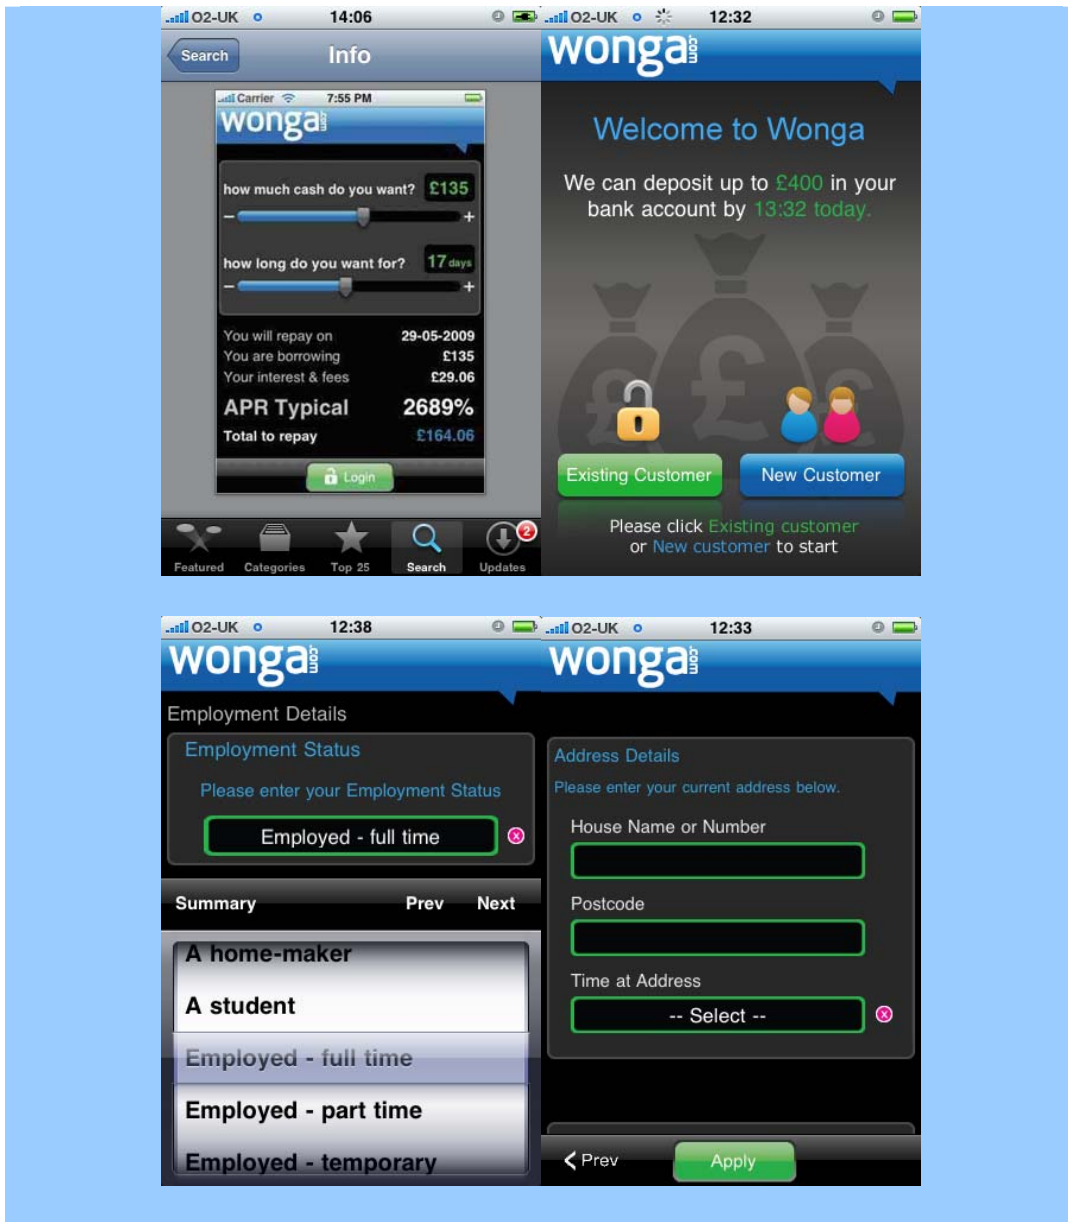 O2-UK 14:06
Search Info
Carrier 7:55 PM
wonga.com
how much cash do you want? £135
- +
how long do you want for? 17 days
- +
You will repay on 29-05-2009
You are borrowing £135
Your interest & fees £29.06
APR Typical 2689%
Total to repay £164.06
Login
2
Featured Categories Top 25 Search Updates
O2-UK 12:32
wonga.com
Welcome to Wonga
We can deposit up to £400 in your
bank account by 13:32 today.
£ £ £
Existing Customer New Customer
Please click Existing customer
or New customer to start
O2-UK 12:38
wonga.com
Employment Details
Employment Status
Please enter your Employment Status
Employed - full time x
Summary Prev Next
A home-maker
A student
Employed - full time
Employed - part time
Employed - temporary
O2-UK 12:33
wonga.com
Address Details
Please enter your current address below.
House Name or Number
Postcode
Time at Address
-- Select -- x
Prev Apply